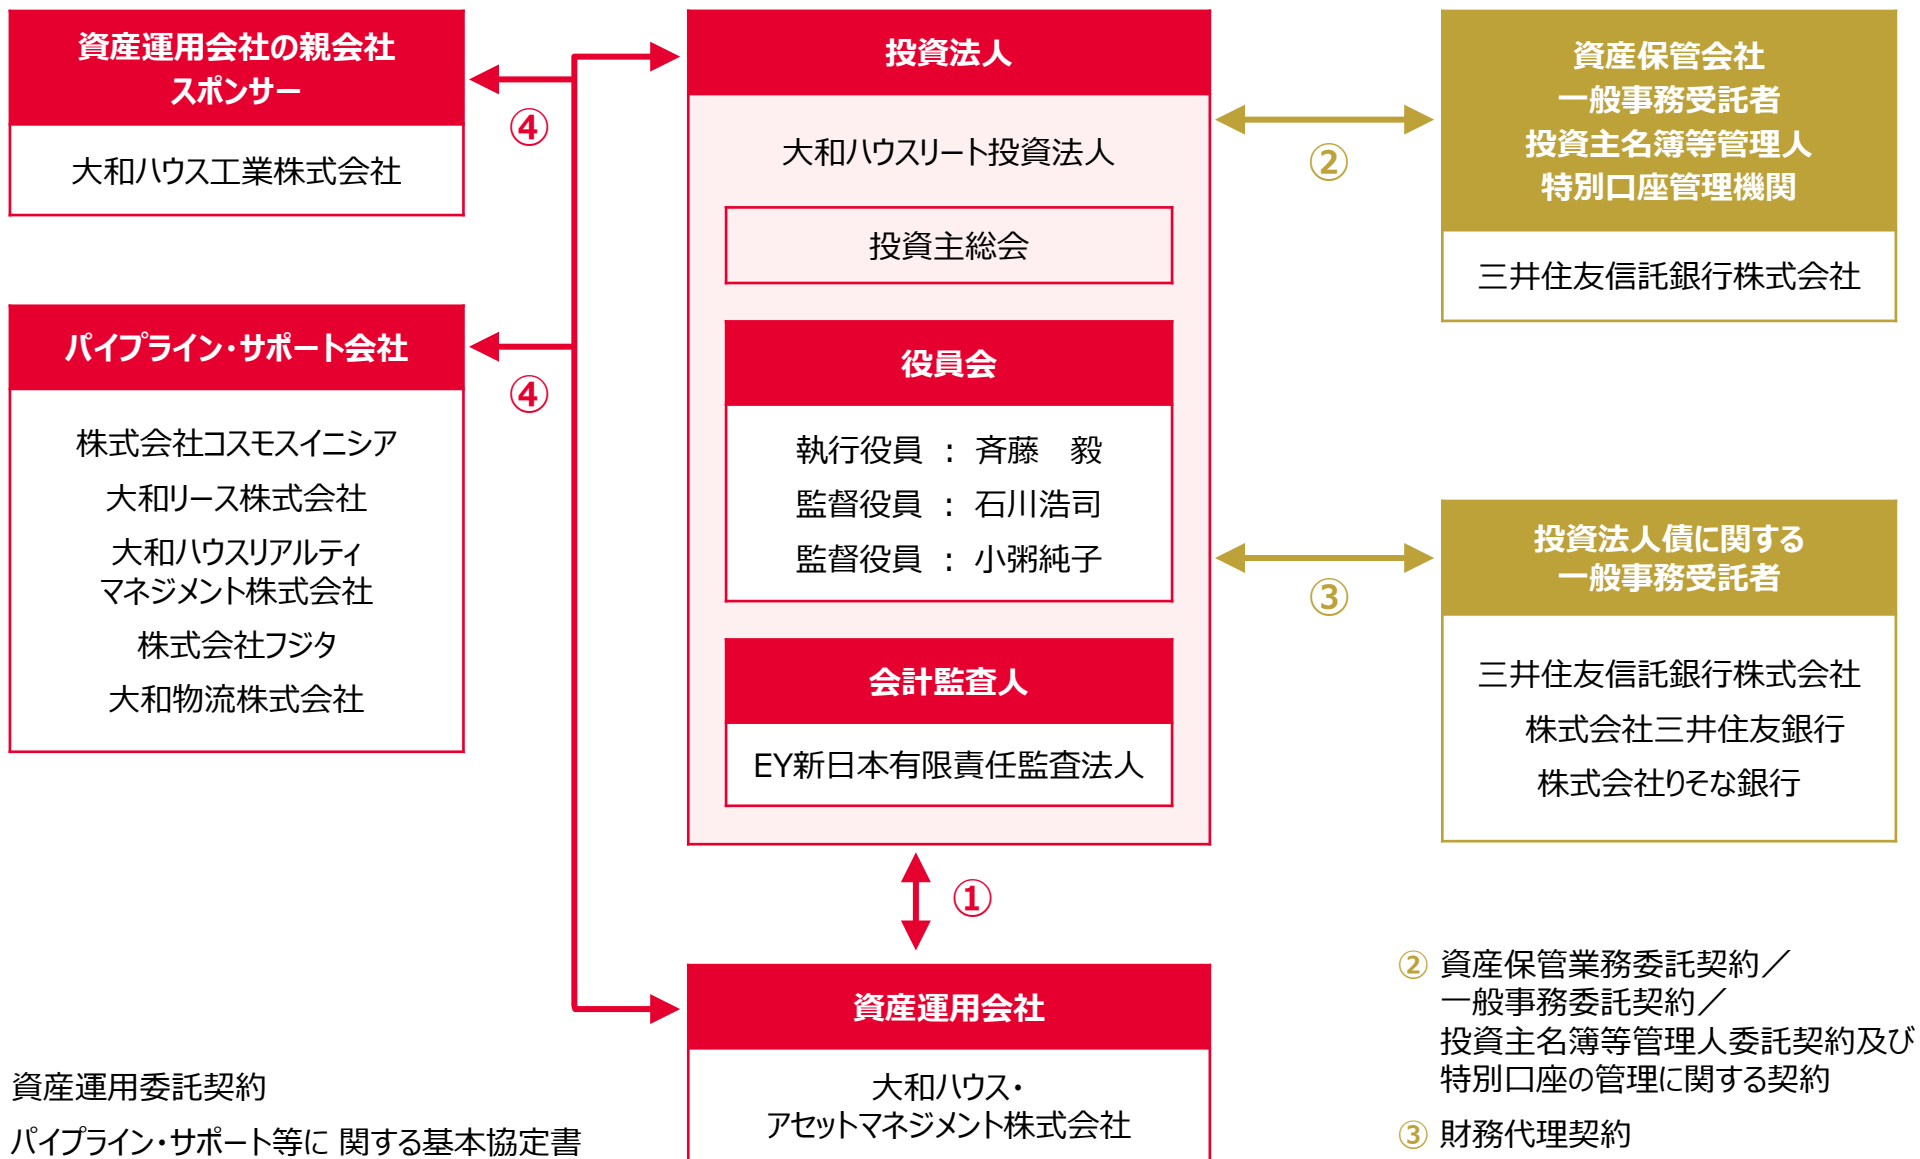 資産運用会社の親会社
スポンサー
大和ハウス工業株式会社
④
パイプライン・サポート会社
④
株式会社コスモスイニシア
大和リース株式会社
大和ハウスリアルティ
マネジメント株式会社
株式会社フジタ
大和物流株式会社
投資法人
大和ハウスリート投資法人
投資主総会
役員会
執行役員 : 斉藤　毅
監督役員 : 石川浩司
監督役員 : 小粥純子
会計監査人
EY新日本有限責任監査法人
①
資産運用会社
大和ハウス・
アセットマネジメント株式会社
資産保管会社
一般事務受託者
投資主名簿等管理人
特別口座管理機関
三井住友信託銀行株式会社
②
投資法人債に関する
一般事務受託者
三井住友信託銀行株式会社
株式会社三井住友銀行
株式会社りそな銀行
③
資産運用委託契約
パイプライン・サポート等に 関する基本協定書
② 資産保管業務委託契約／
一般事務委託契約／
投資主名簿等管理人委託契約及び
特別口座の管理に関する契約
③ 財務代理契約